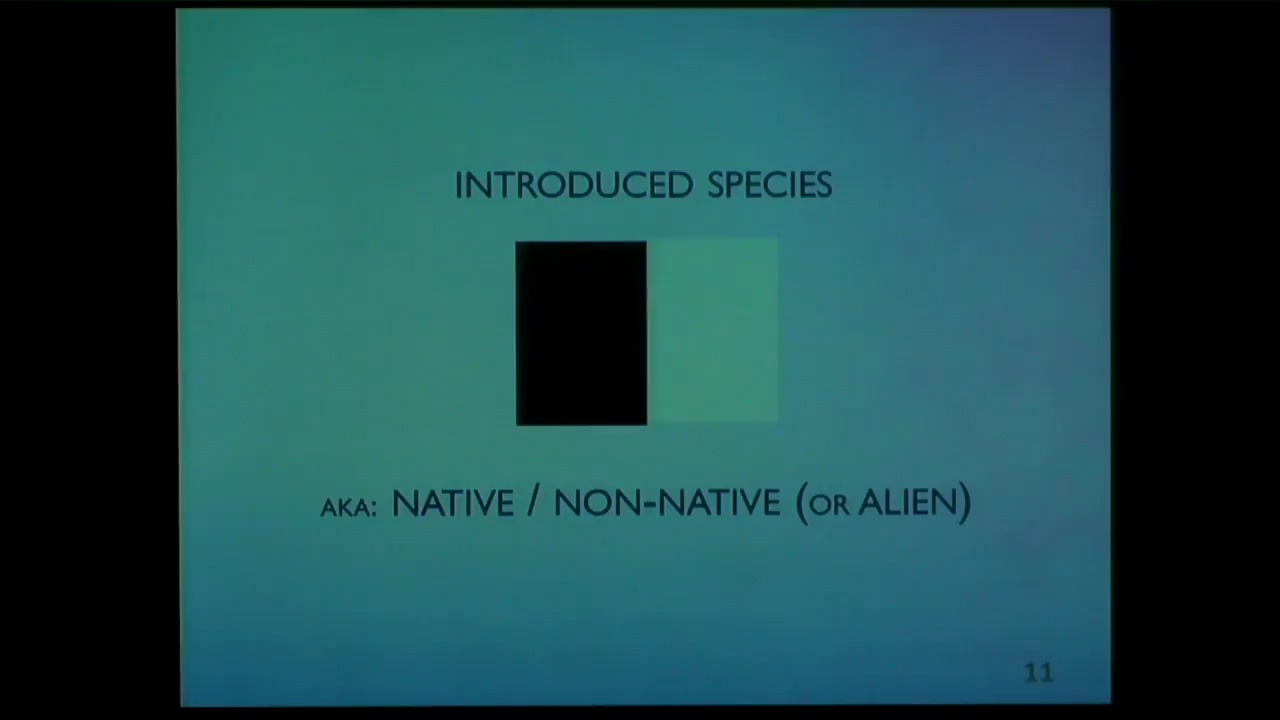 INTRODUCED SPECIES
AKA: NATIVE / NON-NATIVE (OR ALIEN)
11